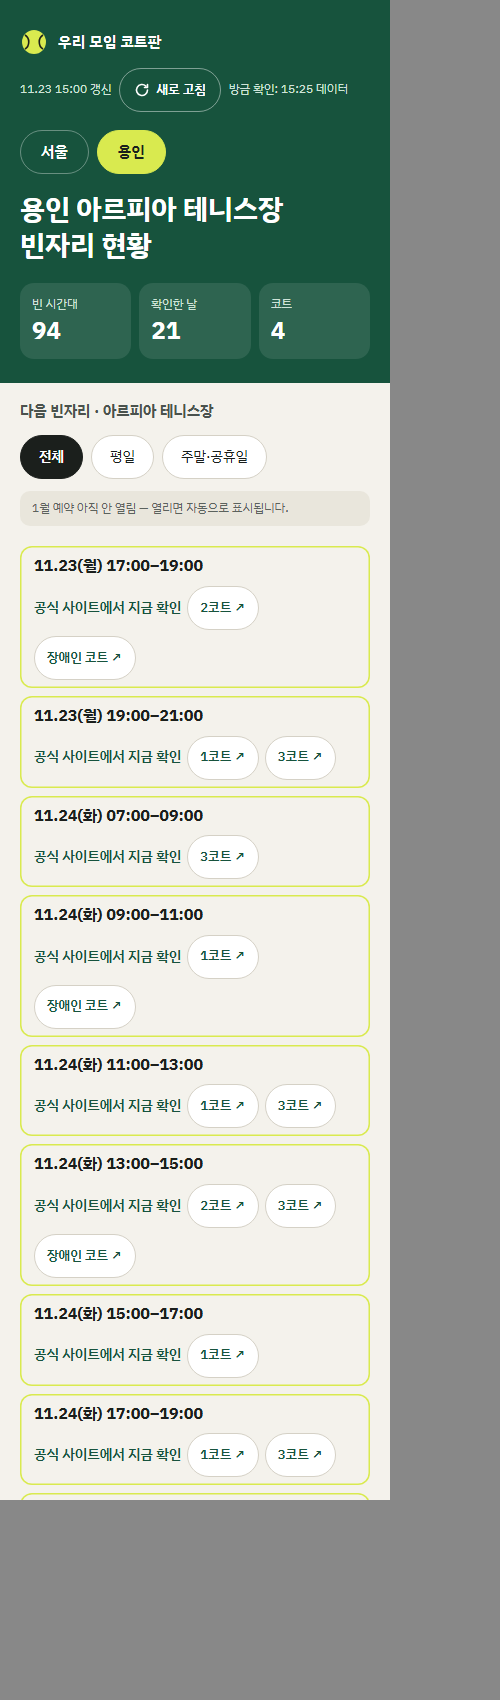 우리 모임 코트판
11.23 15:00 갱신 새로 고침 방금 확인: 15:25 데이터
서울 용인
용인 아르피아 테니스장
빈자리 현황
빈 시간대 확인한 날 코트
94 21 4
다음 빈자리 · 아르피아 테니스장
전체 평일 주말·공휴일
1월 예약 아직 안 열림 — 열리면 자동으로 표시됩니다.
11.23(월) 17:00–19:00
공식 사이트에서 지금 확인 2코트 ↗
장애인 코트 ↗
11.23(월) 19:00–21:00
공식 사이트에서 지금 확인 1코트 ↗ 3코트 ↗
11.24(화) 07:00–09:00
공식 사이트에서 지금 확인 3코트 ↗
11.24(화) 09:00–11:00
공식 사이트에서 지금 확인 1코트 ↗
장애인 코트 ↗
11.24(화) 11:00–13:00
공식 사이트에서 지금 확인 1코트 ↗ 3코트 ↗
11.24(화) 13:00–15:00
공식 사이트에서 지금 확인 2코트 ↗ 3코트 ↗
장애인 코트 ↗
11.24(화) 15:00–17:00
공식 사이트에서 지금 확인 1코트 ↗
11.24(화) 17:00–19:00
공식 사이트에서 지금 확인 1코트 ↗ 3코트 ↗